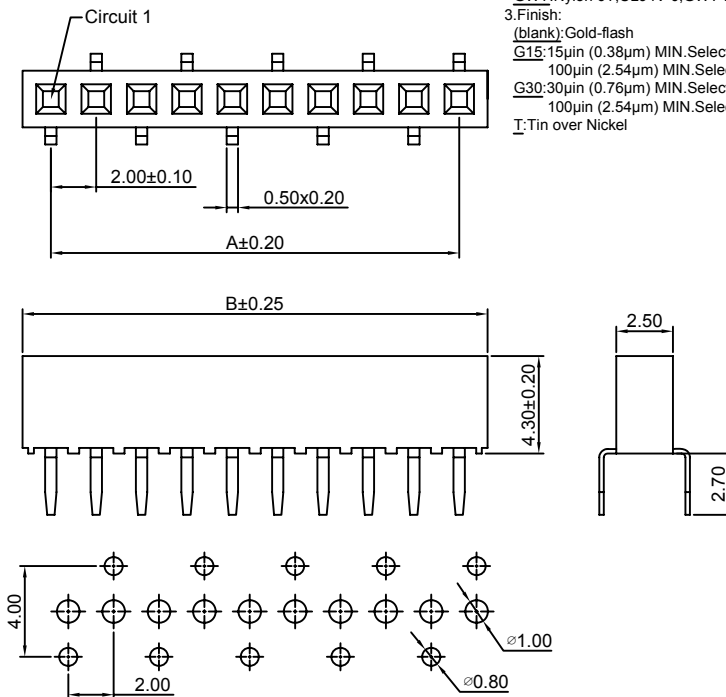 Circuit 1
3.Finish:
(blank):Gold-flash
G15:15µin (0.38µm) MIN.Selec
100µin (2.54µm) MIN.Selec
G30:30µin (0.76µm) MIN.Selec
100µin (2.54µm) MIN.Selec
T:Tin over Nickel
2.00±0.10
0.50x0.20
A±0.20
B±0.25
4.30±0.20
2.50
2.70
4.00
2.00
⌀1.00
⌀0.80